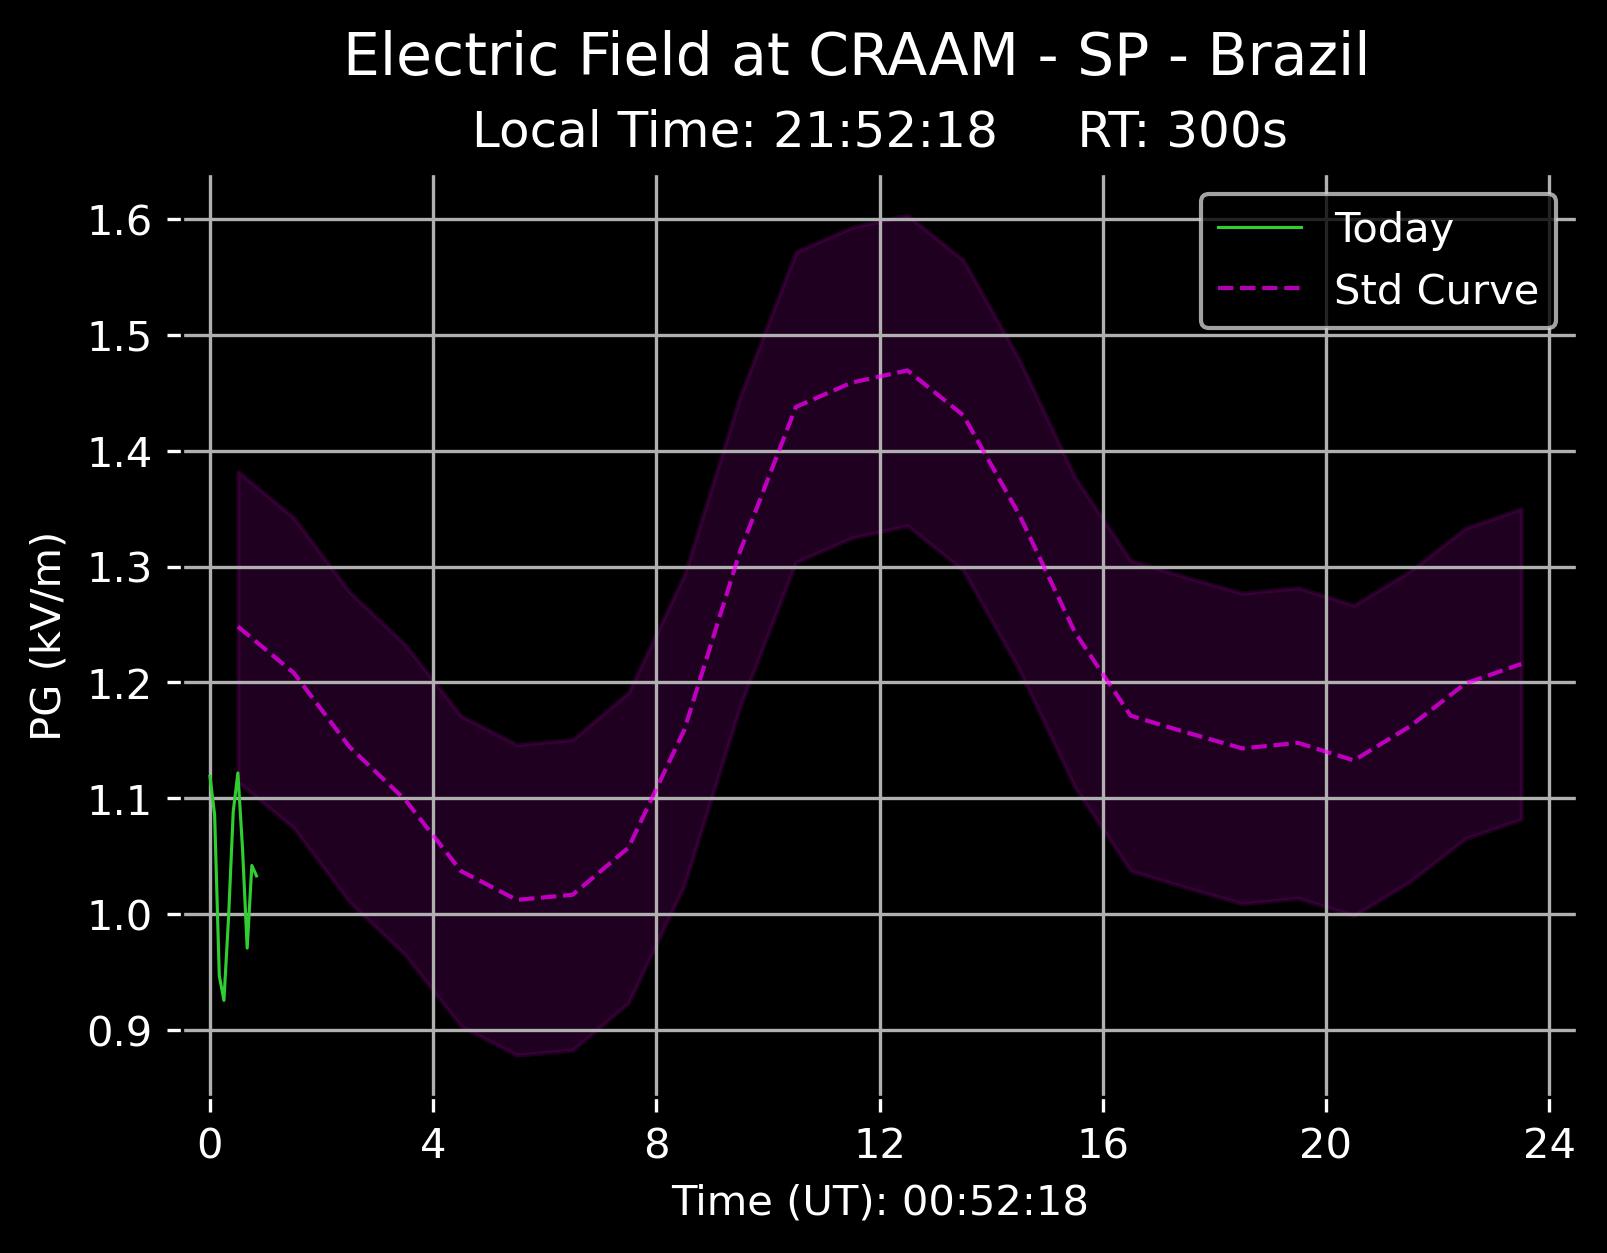 Electric Field at CRAAM - SP - Brazil
Local Time: 21:52:18 RT: 300s
Today
Std Curve
1.6
1.5
1.4
1.3
1.2
1.1
1.0
0.9
PG (kV/m)
0 4 8 12 16 20 24
Time (UT): 00:52:18